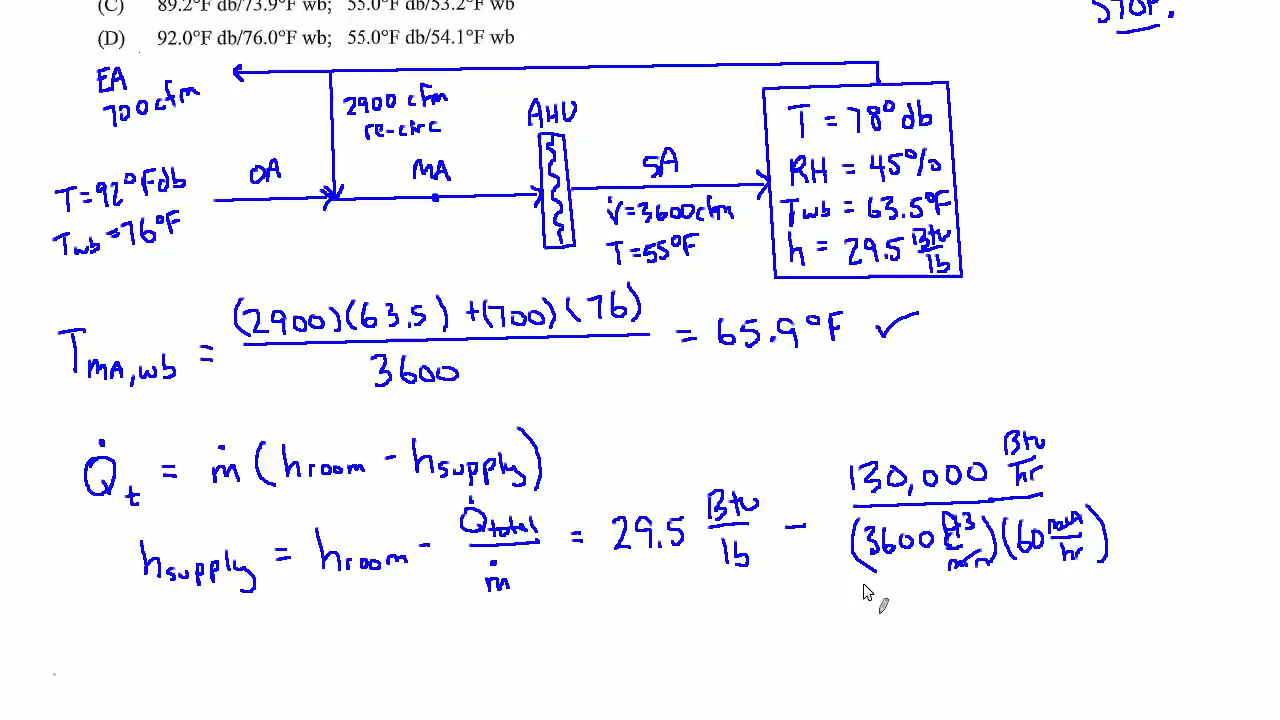 (C) 89.2°F db/73.9°F wb; 55.0°F db/53.2°F wb
STOP.
(D) 92.0°F db/76.0°F wb; 55.0°F db/54.1°F wb
EA
700 cfm
2900 cfm
re-circ
AHU
T = 78° db
RH = 45%
Twb = 63.5°F
h = 29.5 Btu/lb
OA
MA
SA
T = 92°F db
Twb = 76°F
V̇ = 3600 cfm
T = 55°F
T MA,wb = (2900)(63.5) + (700)(76) / 3600 = 65.9°F ✓
Q̇t = ṁ (hroom - hsupply)
hsupply = hroom - Q̇total / ṁ = 29.5 Btu/lb - 130,000 Btu/hr / (3600 ft3/min)(60 min/hr)